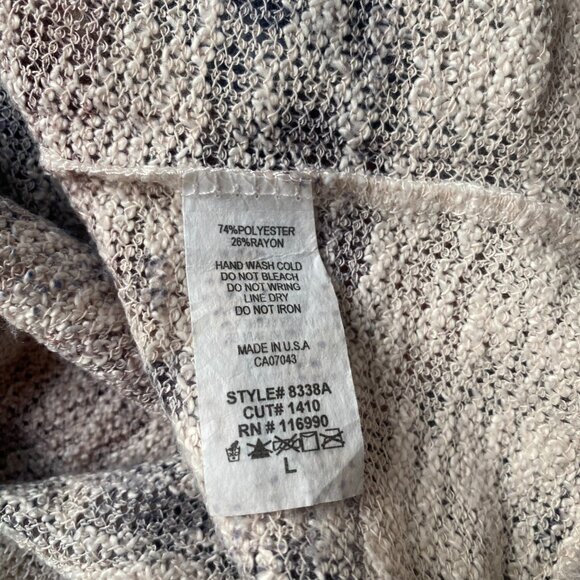 74%POLYESTER
26%RAYON
HAND WASH COLD
DO NOT BLEACH
DO NOT WRING
LINE DRY
DO NOT IRON
MADE IN U.S.A
CA07043
STYLE# 8338A
CUT# 1410
RN # 116990
L